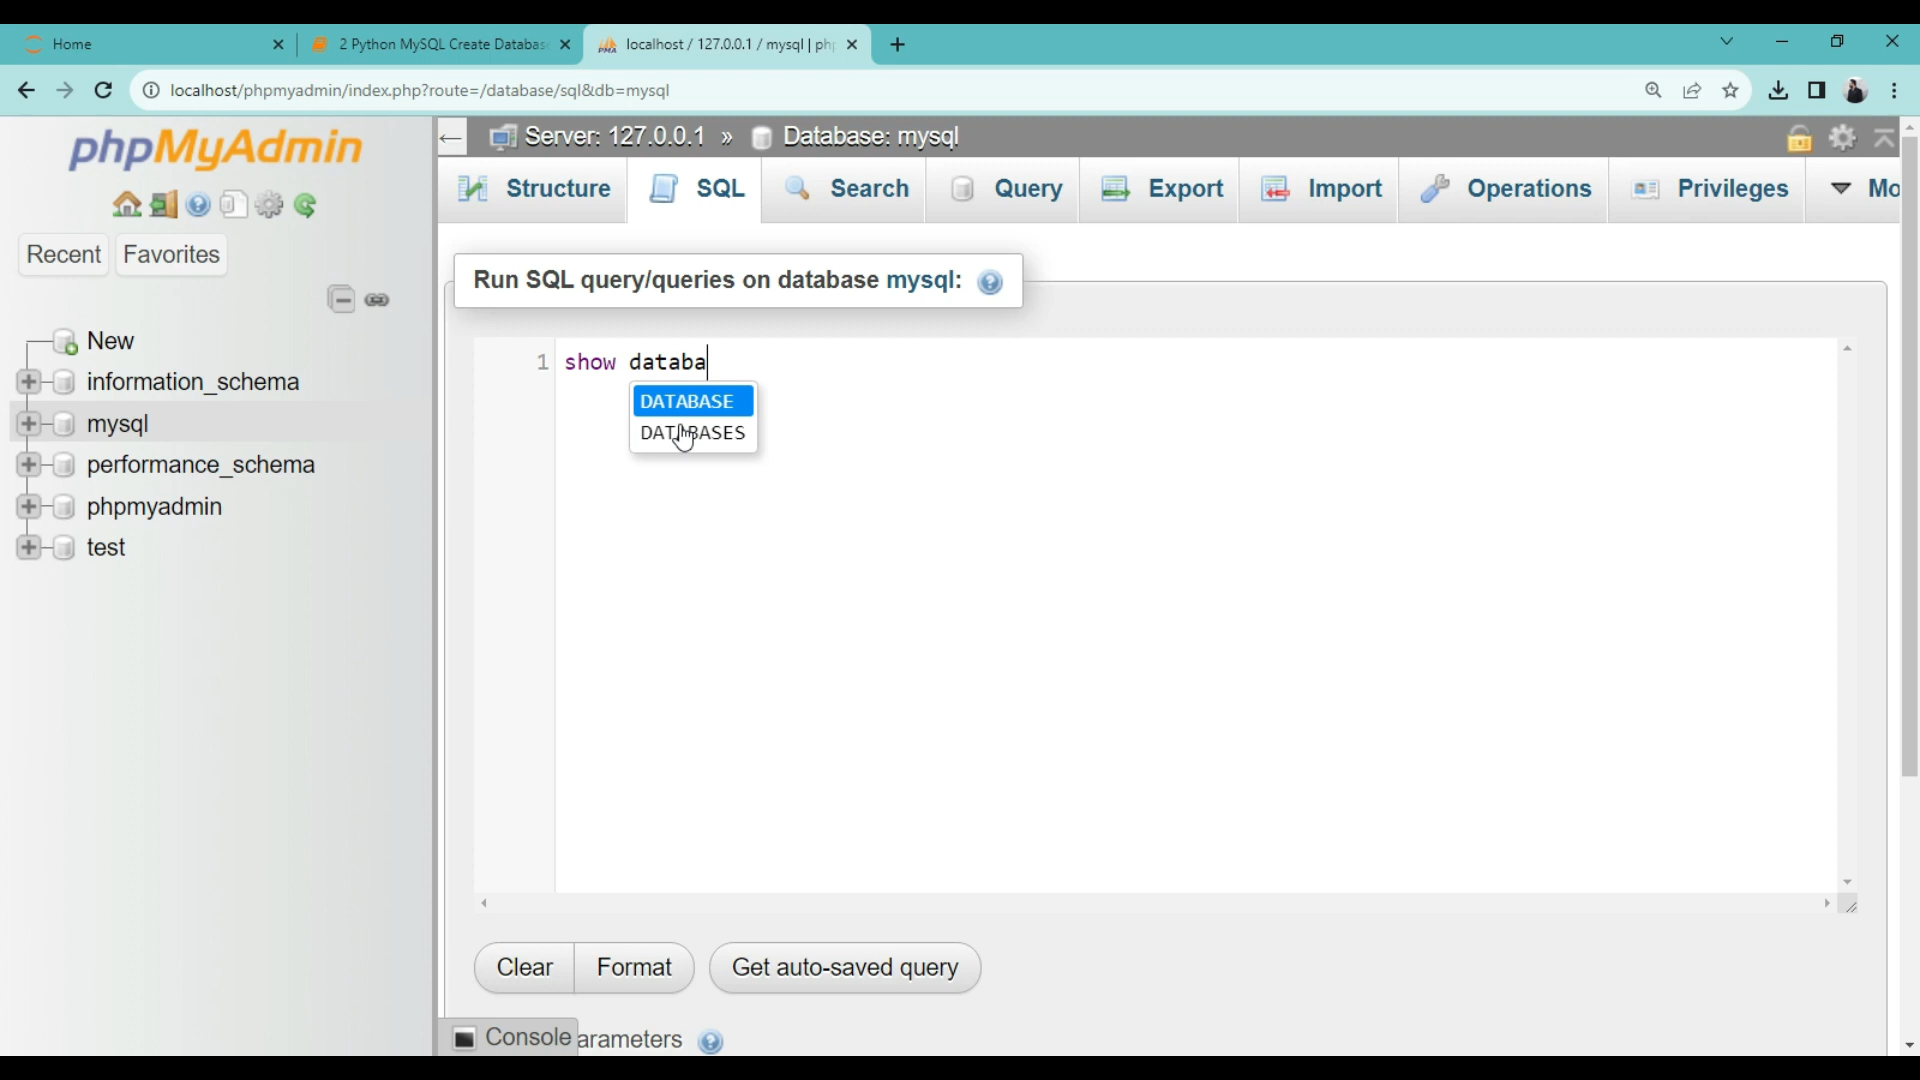 Home
2 Python MySQL Create Databas
localhost / 127.0.0.1 / mysql | ph
localhost/phpmyadmin/index.php?route=/database/sql&db=mysql
phpMyAdmin
Server: 127.0.0.1 » Database: mysql
Structure SQL Search Query Export Import Operations Privileges Mo
Recent Favorites
Run SQL query/queries on database mysql:
New
information_schema
mysql
performance_schema
phpmyadmin
test
1 show databa
DATABASE
DATABASES
Clear Format Get auto-saved query
Console arameters